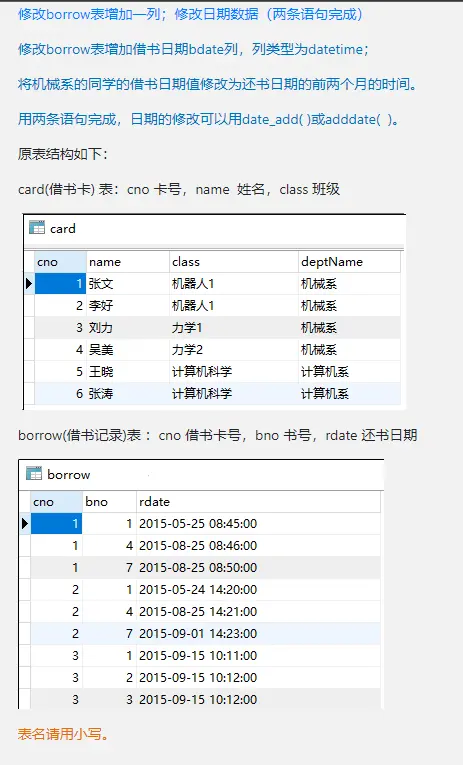 修改borrow表增加一列；修改日期数据（两条语句完成）
修改borrow表增加借书日期bdate列，列类型为datetime；
将机械系的同学的借书日期值修改为还书日期的前两个月的时间。
用两条语句完成，日期的修改可以用date_add( )或adddate(  )。
原表结构如下：
card(借书卡) 表：cno 卡号，name  姓名，class 班级
card
cno name class deptName
1 张文 机器人1 机械系
2 李好 机器人1 机械系
3 刘力 力学1 机械系
4 吴美 力学2 机械系
5 王晓 计算机科学 计算机系
6 张涛 计算机科学 计算机系
borrow(借书记录)表 ：cno 借书卡号，bno 书号，rdate 还书日期
borrow
cno bno rdate
1 1 2015-05-25 08:45:00
1 4 2015-08-25 08:46:00
1 7 2015-08-25 08:50:00
2 1 2015-05-24 14:20:00
2 4 2015-08-25 14:21:00
2 7 2015-09-01 14:23:00
3 1 2015-09-15 10:11:00
3 2 2015-09-15 10:12:00
3 3 2015-09-15 10:12:00
表名请用小写。